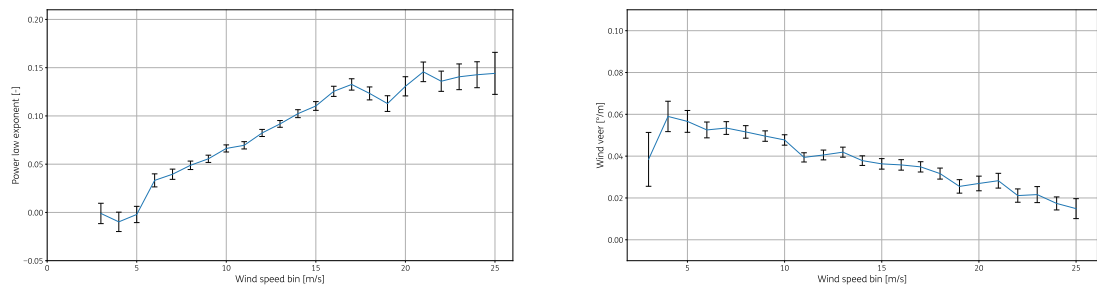 0.20
0.15
0.10
0.05
0.00
−0.05
Power law exponent [-]
0 5 10 15 20 25
Wind speed bin [m/s]
0.10
0.08
0.06
0.04
0.02
0.00
Wind veer [°/m]
5 10 15 20 25
Wind speed bin [m/s]